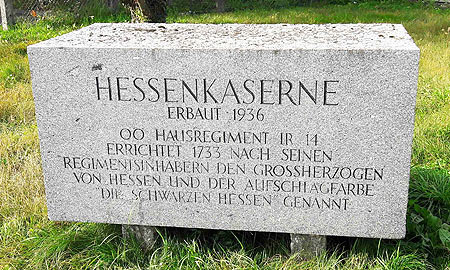 HESSENKASERNE
ERBAUT 1936
OÖ HAUSREGIMENT IR 14
ERRICHTET 1733 NACH SEINEN
REGIMENTSINHABERN DEN GROSSHERZOGEN
VON HESSEN UND DER AUFSCHLAGFARBE
"DIE SCHWARZEN HESSEN" GENANNT